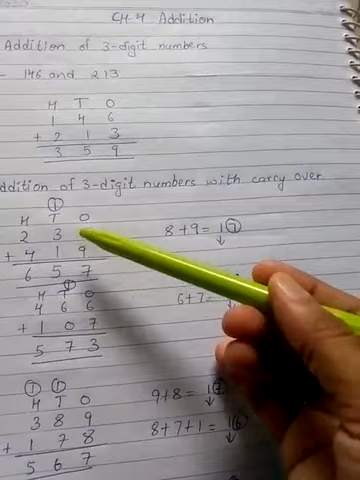 CH-4 Addition
Addition of 3-digit numbers
- 146 and 213
H T O
1 4 6
+ 2 1 3
3 5 9
ddition of 3-digit numbers with carry over
1
H T O
2 3
+ 4 1 9
6 5 7
8+9 = 17
1
H T O
4 6 6
+ 1 0 7
5 7 3
6+7 =
1 1
H T O
3 8 9
+ 1 7 8
5 6 7
9+8 = 17
8+7+1 = 16